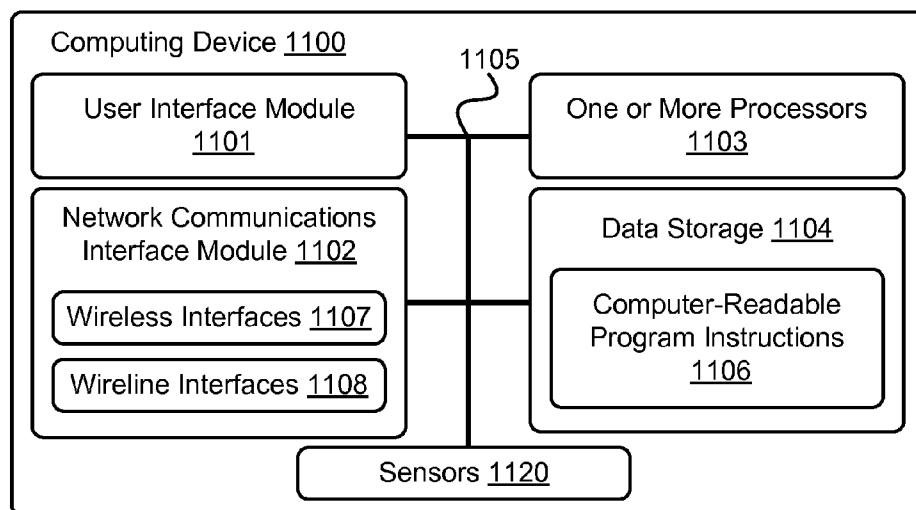 Computing Device 1100
1105
User Interface Module
1101
One or More Processors
1103
Network Communications
Interface Module 1102
Wireless Interfaces 1107
Wireline Interfaces 1108
Data Storage 1104
Computer-Readable
Program Instructions
1106
Sensors 1120